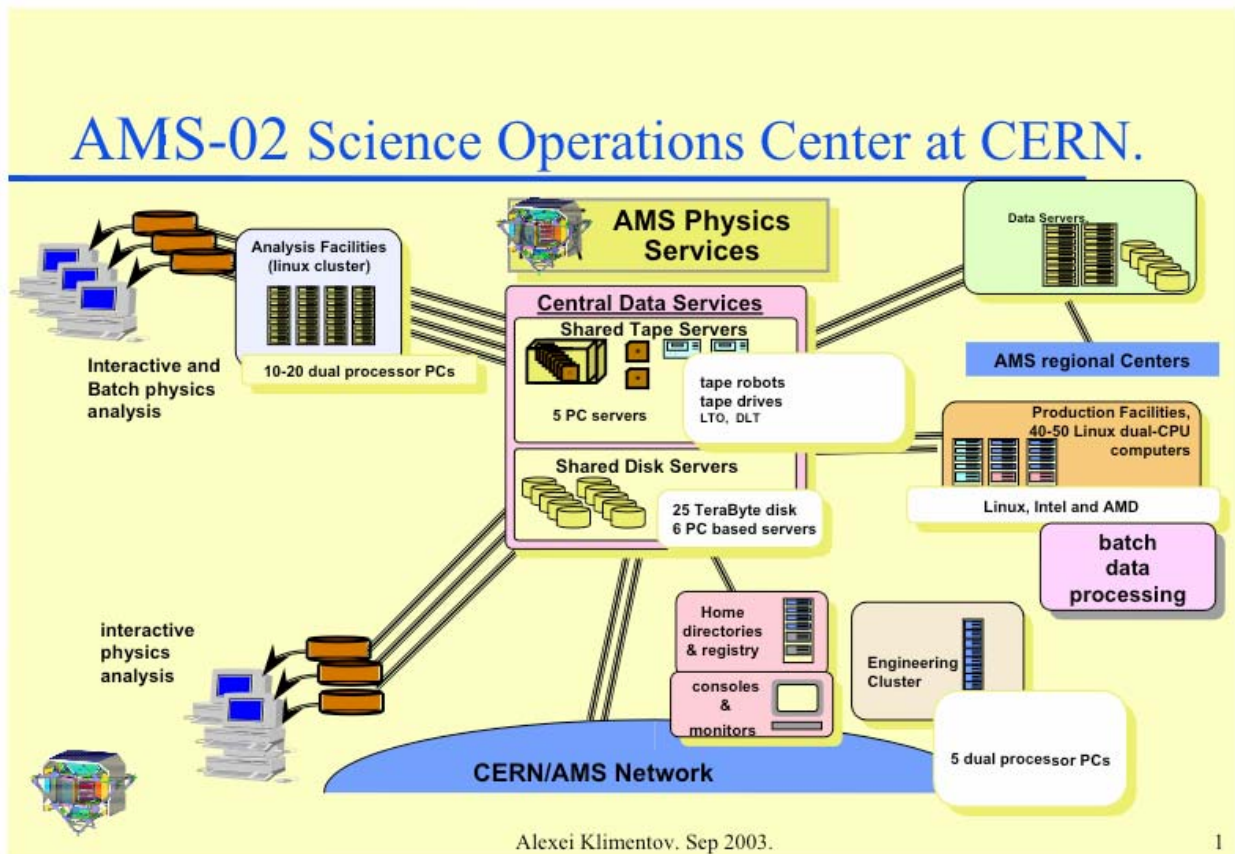 AMS-02 Science Operations Center at CERN.
AMS Physics
Services
Analysis Facilities
(linux cluster)
10-20 dual processor PCs
Interactive and
Batch physics
analysis
Central Data Services
Shared Tape Servers
5 PC servers
tape robots
tape drives
LTO, DLT
Shared Disk Servers
25 TeraByte disk
6 PC based servers
Data Servers,
AMS regional Centers
Production Facilities,
40-50 Linux dual-CPU
computers
Linux, Intel and AMD
batch
data
processing
interactive
physics
analysis
Home
directories
& registry
consoles
&
monitors
Engineering
Cluster
5 dual processor PCs
CERN/AMS Network
Alexei Klimentov. Sep 2003.
1